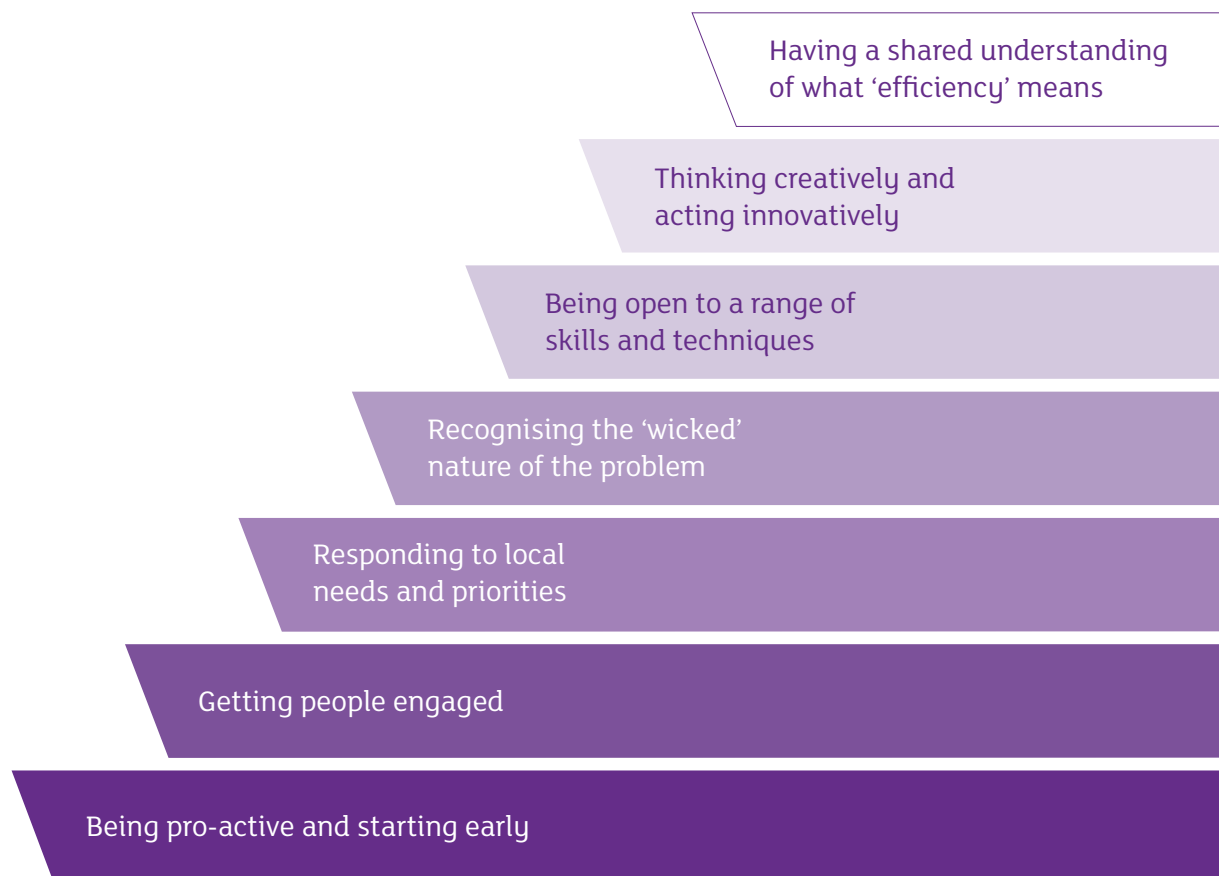 Having a shared understanding
of what ‘efficiency’ means
Thinking creatively and
acting innovatively
Being open to a range of
skills and techniques
Recognising the ‘wicked’
nature of the problem
Responding to local
needs and priorities
Getting people engaged
Being pro-active and starting early